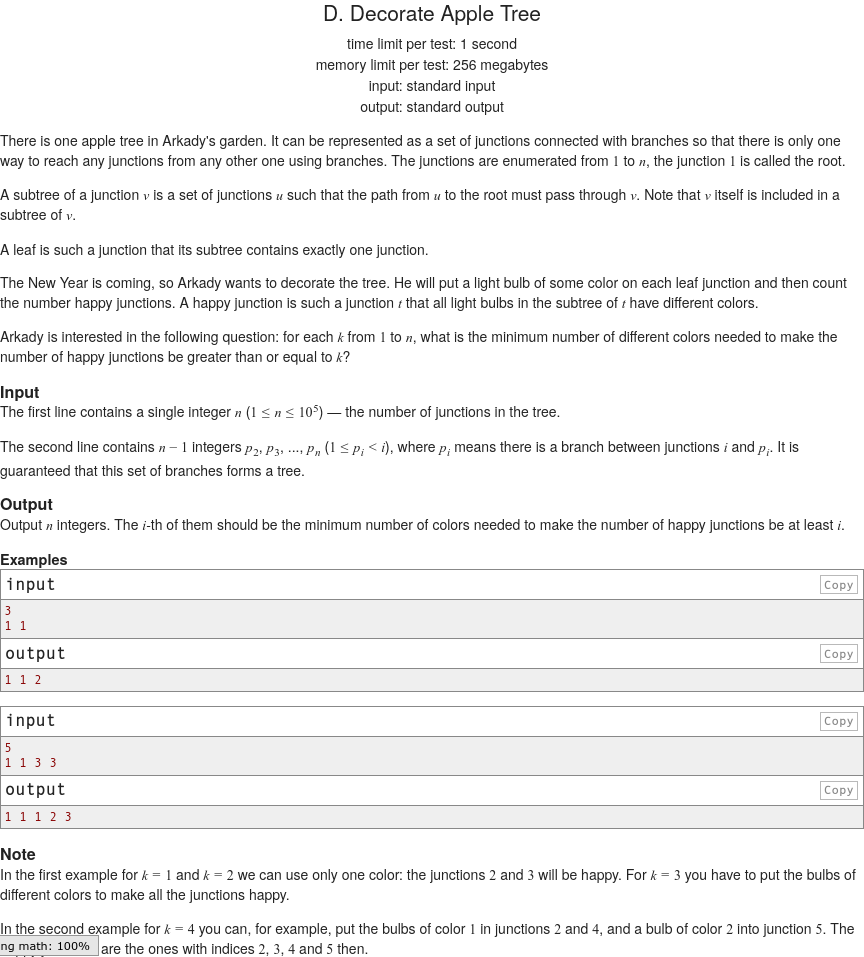 D. Decorate Apple Tree
time limit per test: 1 second
memory limit per test: 256 megabytes
input: standard input
output: standard output
There is one apple tree in Arkady's garden. It can be represented as a set of junctions connected with branches so that there is only one
way to reach any junctions from any other one using branches. The junctions are enumerated from 1 to n, the junction 1 is called the root.
A subtree of a junction v is a set of junctions u such that the path from u to the root must pass through v. Note that v itself is included in a
subtree of v.
A leaf is such a junction that its subtree contains exactly one junction.
The New Year is coming, so Arkady wants to decorate the tree. He will put a light bulb of some color on each leaf junction and then count
the number happy junctions. A happy junction is such a junction t that all light bulbs in the subtree of t have different colors.
Arkady is interested in the following question: for each k from 1 to n, what is the minimum number of different colors needed to make the
number of happy junctions be greater than or equal to k?
Input
The first line contains a single integer n (1 ≤ n ≤ 10⁵) — the number of junctions in the tree.
The second line contains n − 1 integers p₂, p₃, ..., pₙ (1 ≤ pᵢ < i), where pᵢ means there is a branch between junctions i and pᵢ. It is
guaranteed that this set of branches forms a tree.
Output
Output n integers. The i-th of them should be the minimum number of colors needed to make the number of happy junctions be at least i.
Examples
input Copy
3
1 1
output Copy
1 1 2
input Copy
5
1 1 3 3
output Copy
1 1 1 2 3
Note
In the first example for k = 1 and k = 2 we can use only one color: the junctions 2 and 3 will be happy. For k = 3 you have to put the bulbs of
different colors to make all the junctions happy.
In the second example for k = 4 you can, for example, put the bulbs of color 1 in junctions 2 and 4, and a bulb of color 2 into junction 5. The
ng math: 100% are the ones with indices 2, 3, 4 and 5 then.